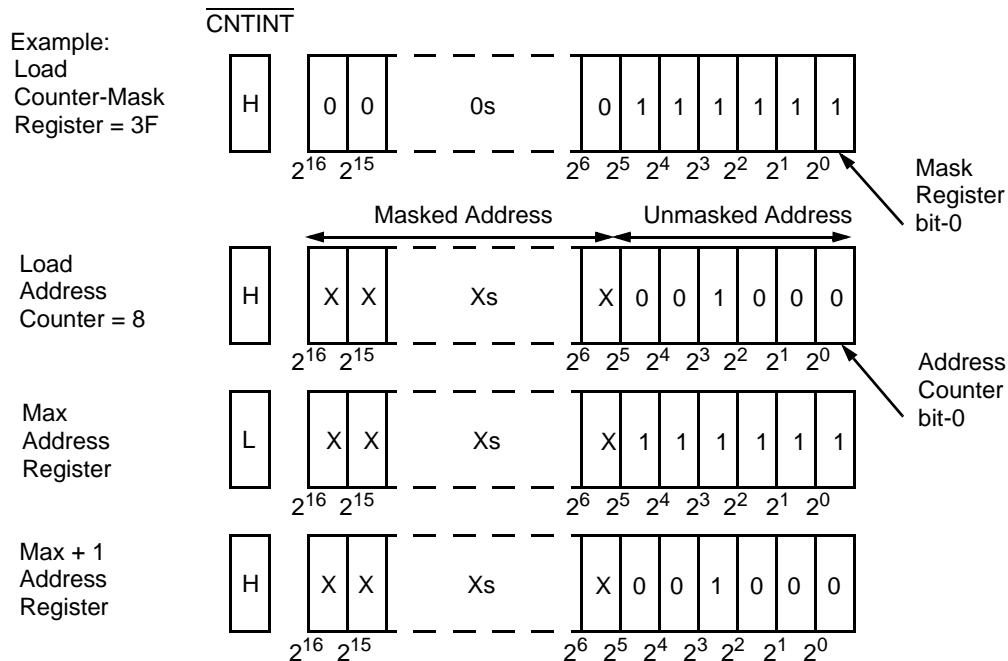 CNTINT
Example:
Load
Counter-Mask
Register = 3F
H 0 0 0s 0 1 1 1 1 1 1
2^16 2^15 2^6 2^5 2^4 2^3 2^2 2^1 2^0
Mask
Register
bit-0
Masked Address Unmasked Address
Load
Address
Counter = 8
H X X Xs X 0 0 1 0 0 0
2^16 2^15 2^6 2^5 2^4 2^3 2^2 2^1 2^0
Address
Counter
bit-0
Max
Address
Register
L X X Xs X 1 1 1 1 1 1
2^16 2^15 2^6 2^5 2^4 2^3 2^2 2^1 2^0
Max + 1
Address
Register
H X X Xs X 0 0 1 0 0 0
2^16 2^15 2^6 2^5 2^4 2^3 2^2 2^1 2^0